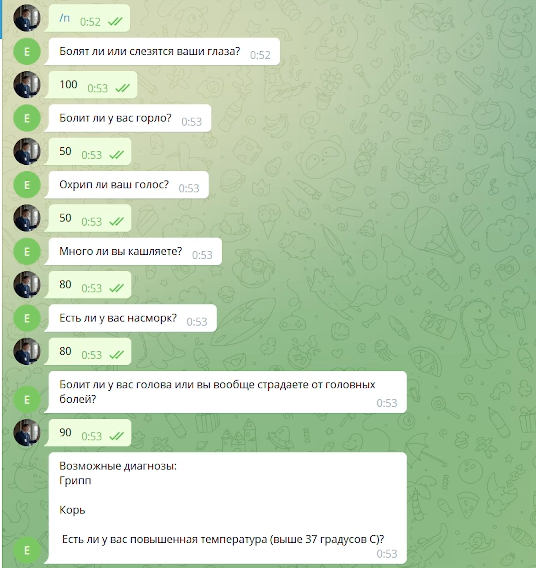 /n 0:52
Е Болят ли или слезятся ваши глаза? 0:52
100 0:53
Е Болит ли у вас горло? 0:53
50 0:53
Е Охрип ли ваш голос? 0:53
50 0:53
Е Много ли вы кашляете? 0:53
80 0:53
Е Есть ли у вас насморк? 0:53
80 0:53
Болит ли у вас голова или вы вообще страдаете от головных
Е болей? 0:53
90 0:53
Возможные диагнозы:
Грипп
Корь
Есть ли у вас повышенная температура (выше 37 градусов С)?
Е 0:53